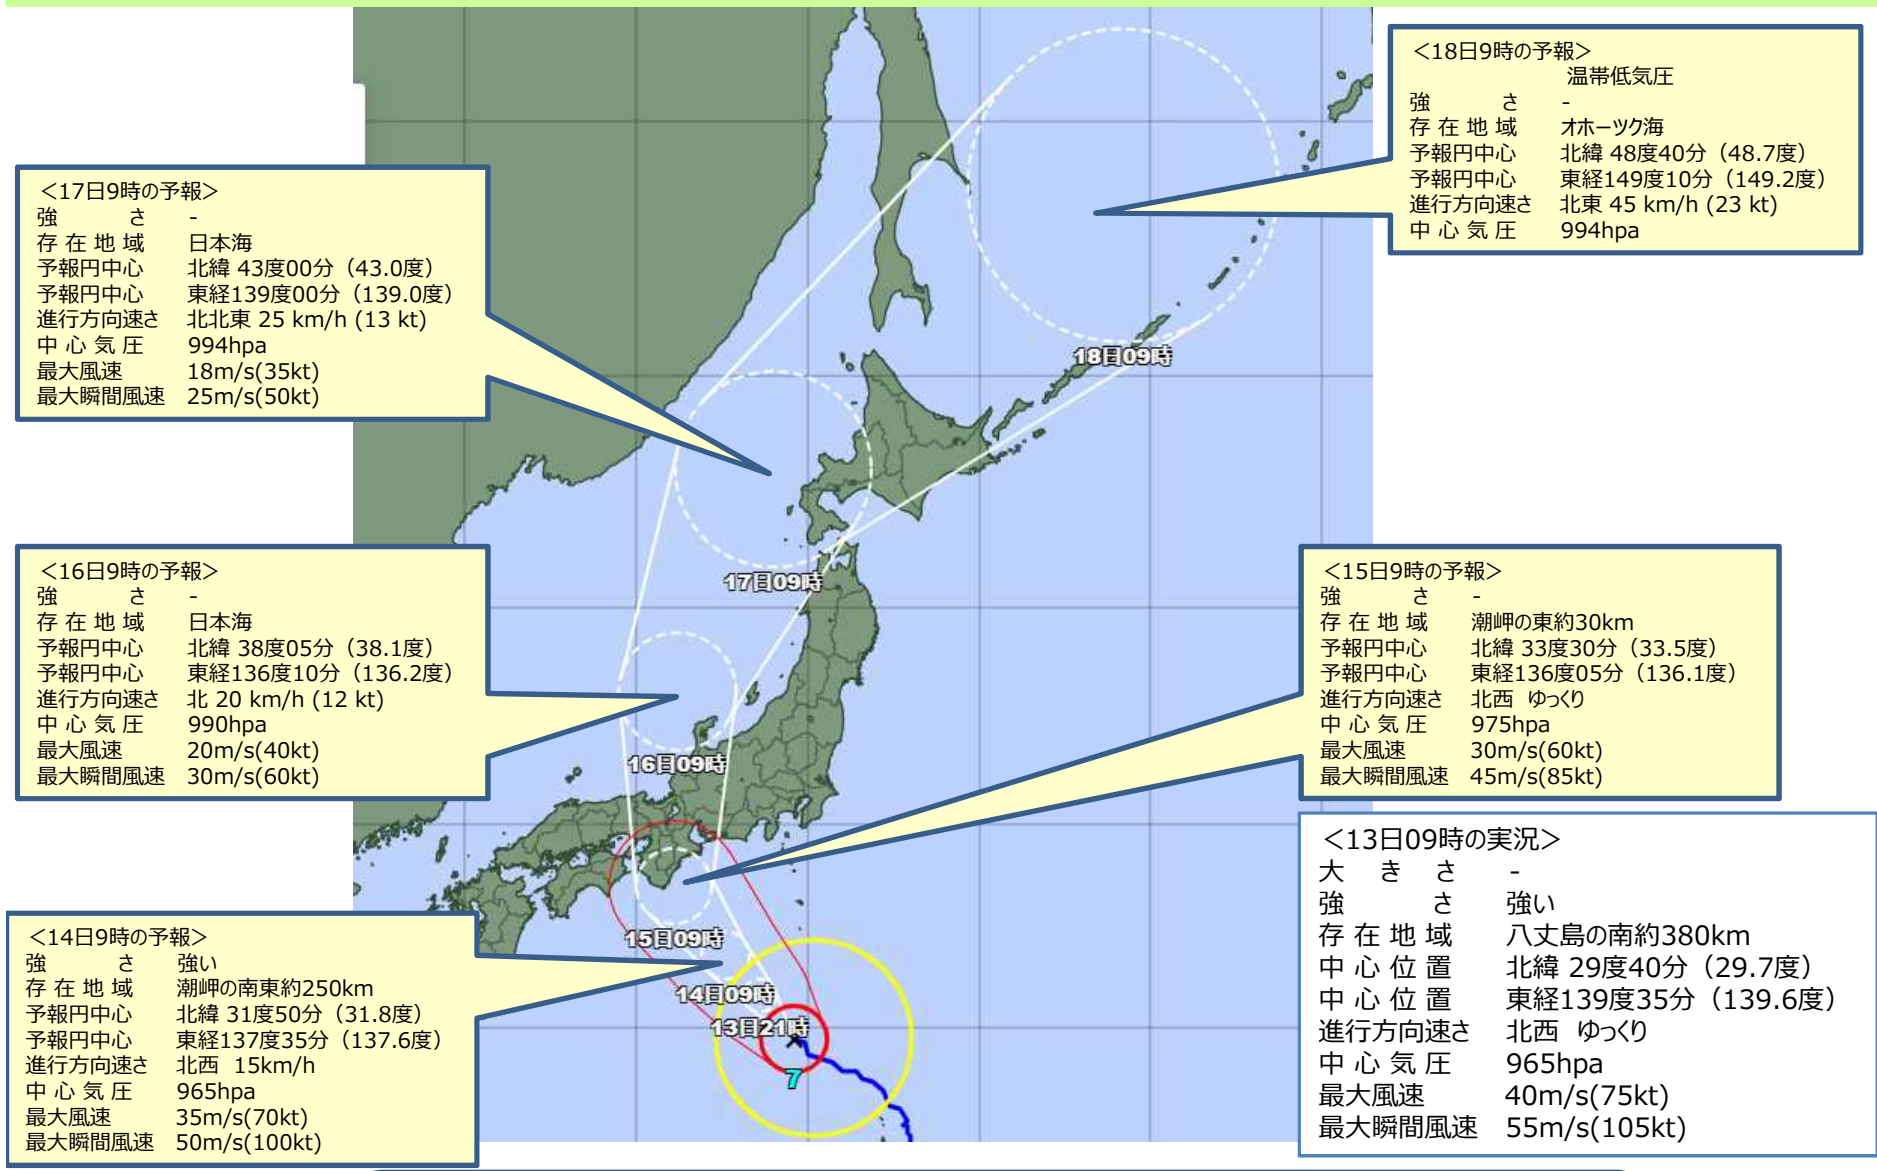 ＜18日9時の予報＞
温帯低気圧
強　　　さ　-
存在地域　オホーツク海
予報円中心　北緯 48度40分（48.7度）
予報円中心　東経149度10分（149.2度）
進行方向速さ　北東 45 km/h (23 kt)
中心気圧　994hpa
＜17日9時の予報＞
強　　　さ　-
存在地域　日本海
予報円中心　北緯 43度00分（43.0度）
予報円中心　東経139度00分（139.0度）
進行方向速さ　北北東 25 km/h (13 kt)
中心気圧　994hpa
最大風速　18m/s(35kt)
最大瞬間風速　25m/s(50kt)
18日09時
17日09時
＜16日9時の予報＞
強　　　さ　-
存在地域　日本海
予報円中心　北緯 38度05分（38.1度）
予報円中心　東経136度10分（136.2度）
進行方向速さ　北 20 km/h (12 kt)
中心気圧　990hpa
最大風速　20m/s(40kt)
最大瞬間風速　30m/s(60kt)
＜15日9時の予報＞
強　　　さ　-
存在地域　潮岬の東約30km
予報円中心　北緯 33度30分（33.5度）
予報円中心　東経136度05分（136.1度）
進行方向速さ　北西 ゆっくり
中心気圧　975hpa
最大風速　30m/s(60kt)
最大瞬間風速　45m/s(85kt)
16日09時
15日09時
14日09時
13日21時
7
＜14日9時の予報＞
強　　　さ　強い
存在地域　潮岬の南東約250km
予報円中心　北緯 31度50分（31.8度）
予報円中心　東経137度35分（137.6度）
進行方向速さ　北西 15km/h
中心気圧　965hpa
最大風速　35m/s(70kt)
最大瞬間風速　50m/s(100kt)
＜13日09時の実況＞
大　き　さ　-
強　　　さ　強い
存在地域　八丈島の南約380km
中心位置　北緯 29度40分（29.7度）
中心位置　東経139度35分（139.6度）
進行方向速さ　北西 ゆっくり
中心気圧　965hpa
最大風速　40m/s(75kt)
最大瞬間風速　55m/s(105kt)